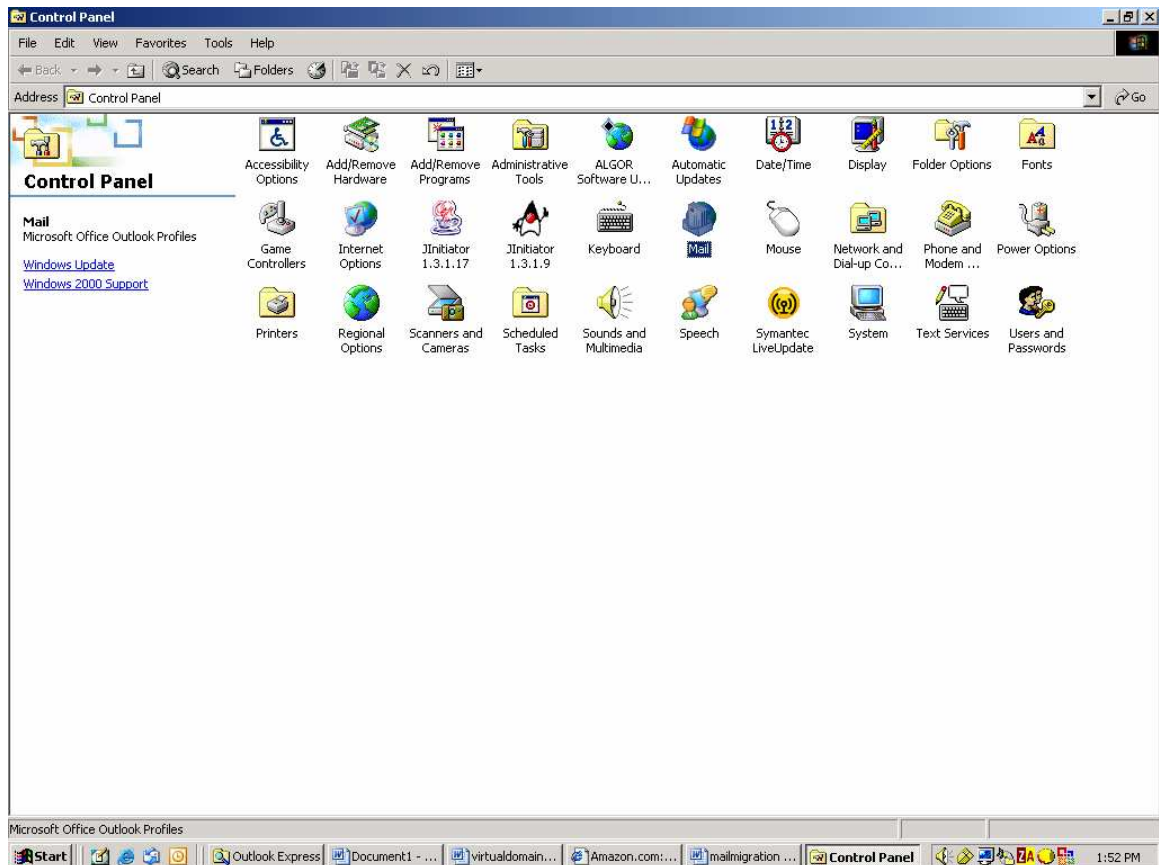 Control Panel
File Edit View Favorites Tools Help
Back Search Folders
Address Control Panel Go
Control Panel
Mail
Microsoft Office Outlook Profiles
Windows Update
Windows 2000 Support
Accessibility Options
Add/Remove Hardware
Add/Remove Programs
Administrative Tools
ALGOR Software U...
Automatic Updates
Date/Time
Display
Folder Options
Fonts
Game Controllers
Internet Options
JInitiator 1.3.1.17
JInitiator 1.3.1.9
Keyboard
Mail
Mouse
Network and Dial-up Co...
Phone and Modem ...
Power Options
Printers
Regional Options
Scanners and Cameras
Scheduled Tasks
Sounds and Multimedia
Speech
Symantec LiveUpdate
System
Text Services
Users and Passwords
Microsoft Office Outlook Profiles
Start Outlook Express Document1 - ... virtualdomain... Amazon.com:... mailmigration ... Control Panel ZA 1:52 PM